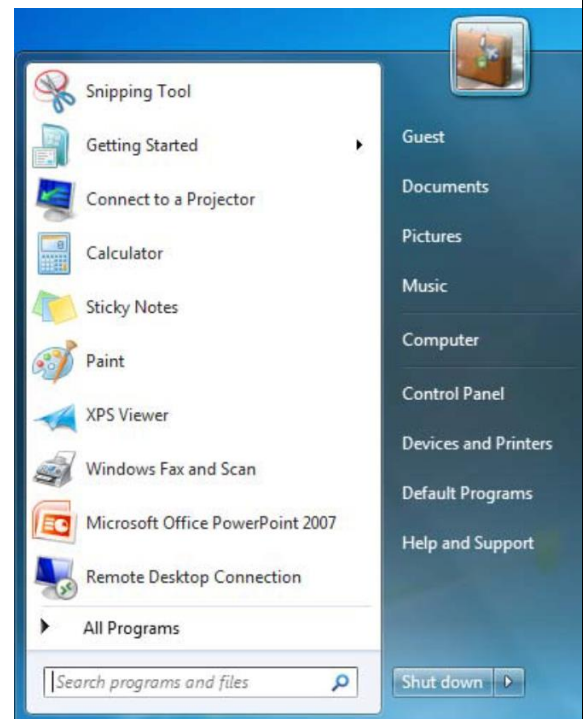 Snipping Tool
Getting Started
Connect to a Projector
Calculator
Sticky Notes
Paint
XPS Viewer
Windows Fax and Scan
Microsoft Office PowerPoint 2007
Remote Desktop Connection
All Programs
Search programs and files
Guest
Documents
Pictures
Music
Computer
Control Panel
Devices and Printers
Default Programs
Help and Support
Shut down